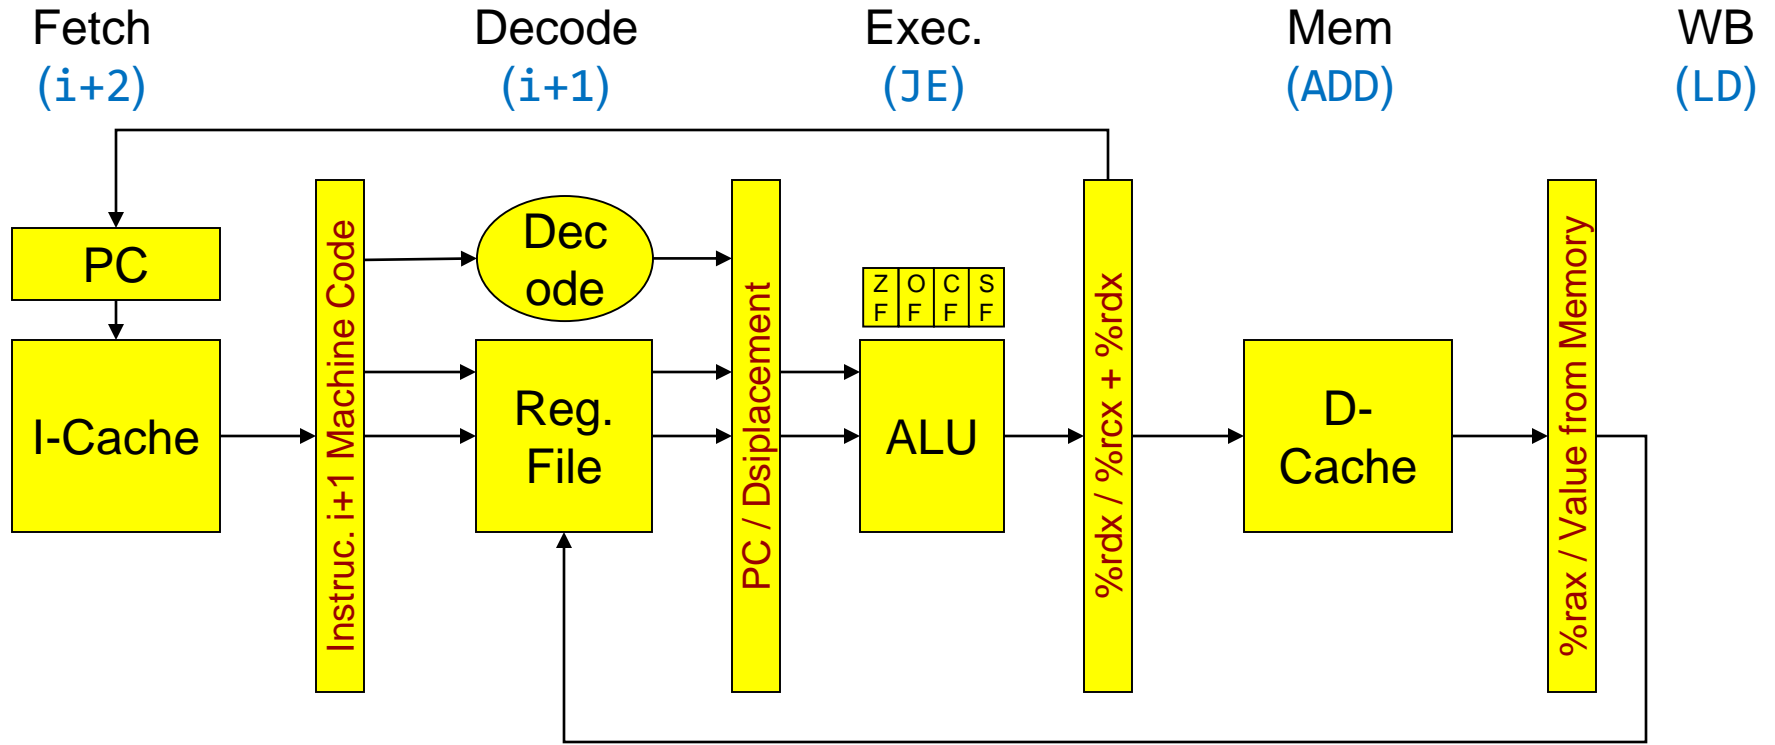 Fetch
(i+2)
Decode
(i+1)
Exec.
(JE)
Mem
(ADD)
WB
(LD)
PC
I-Cache
Instruc. i+1 Machine Code
Dec
ode
Reg.
File
PC / Dsiplacement
Z
F
O
F
C
F
S
F
ALU
%rdx / %rcx + %rdx
D-
Cache
%rax / Value from Memory